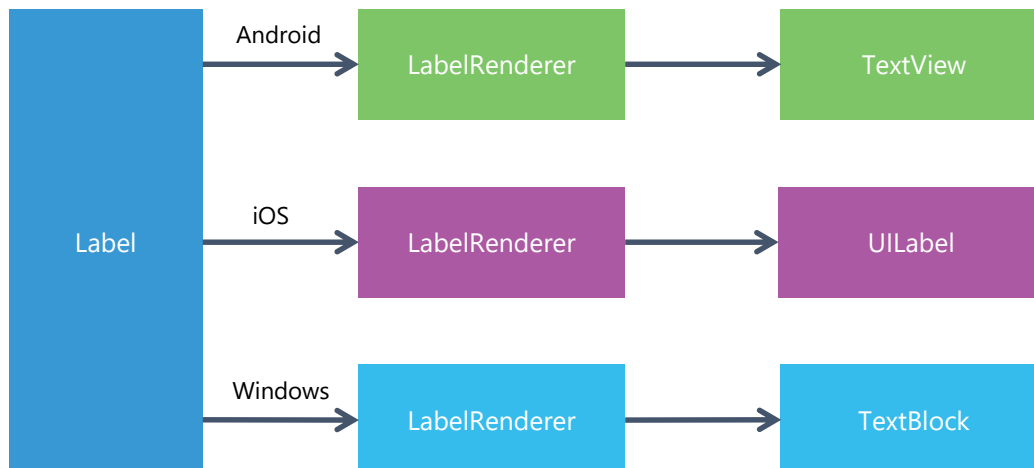 Android
LabelRenderer
TextView
Label
iOS
LabelRenderer
UILabel
Windows
LabelRenderer
TextBlock